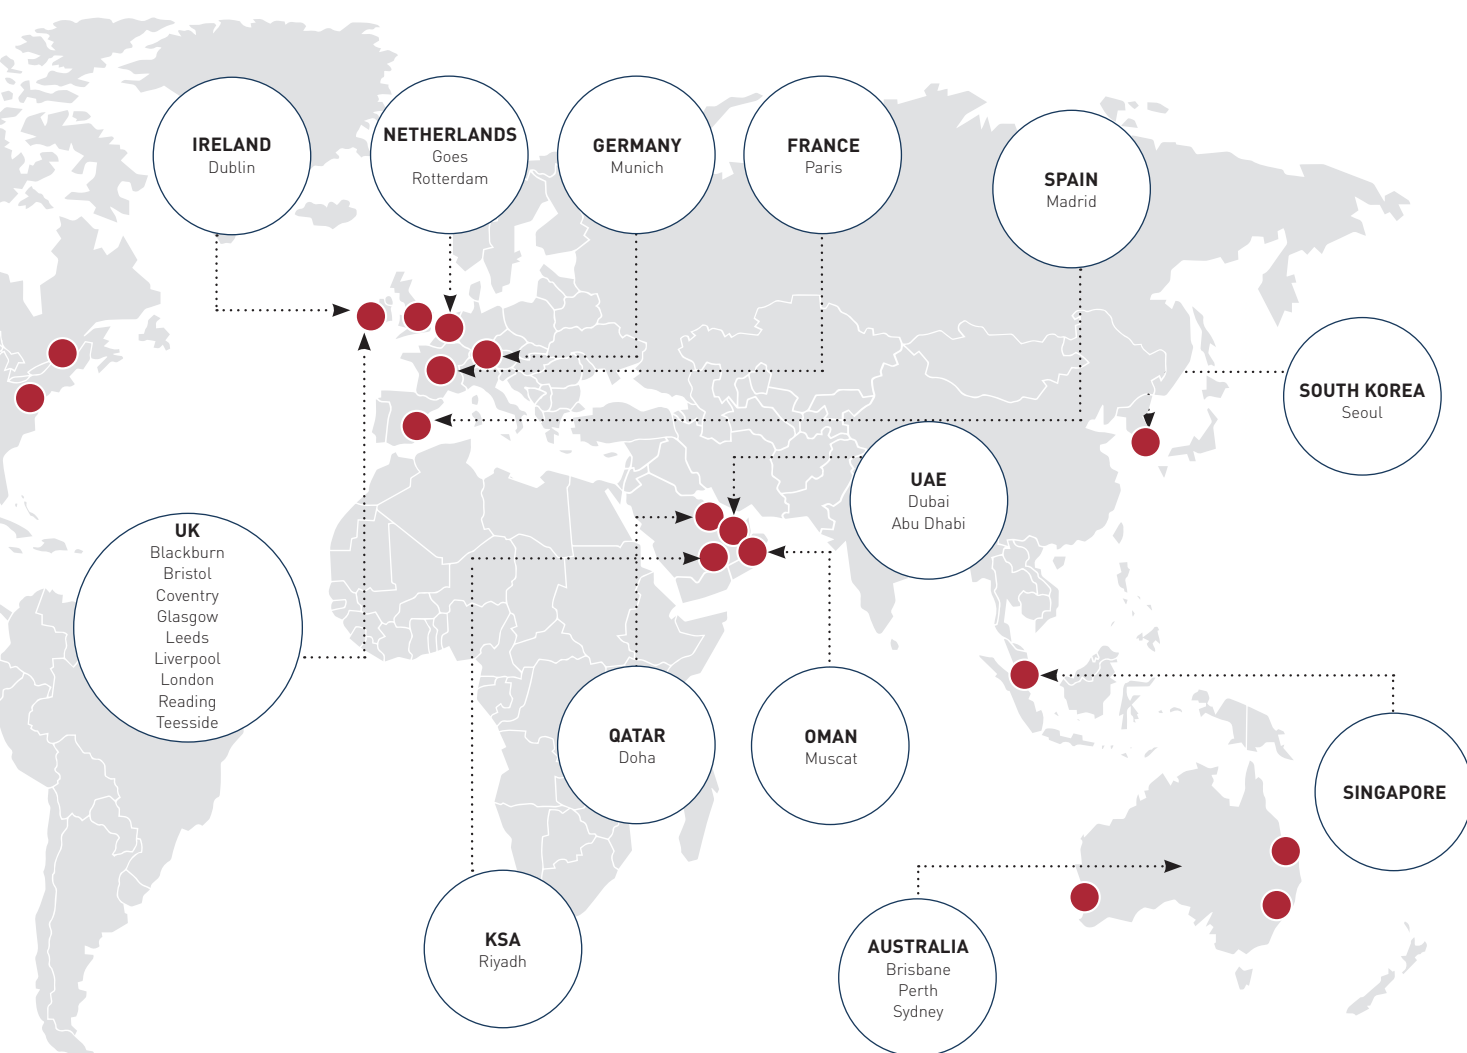 IRELAND
Dublin
NETHERLANDS
Goes
Rotterdam
GERMANY
Munich
FRANCE
Paris
SPAIN
Madrid
SOUTH KOREA
Seoul
UAE
Dubai
Abu Dhabi
UK
Blackburn
Bristol
Coventry
Glasgow
Leeds
Liverpool
London
Reading
Teesside
QATAR
Doha
OMAN
Muscat
SINGAPORE
KSA
Riyadh
AUSTRALIA
Brisbane
Perth
Sydney